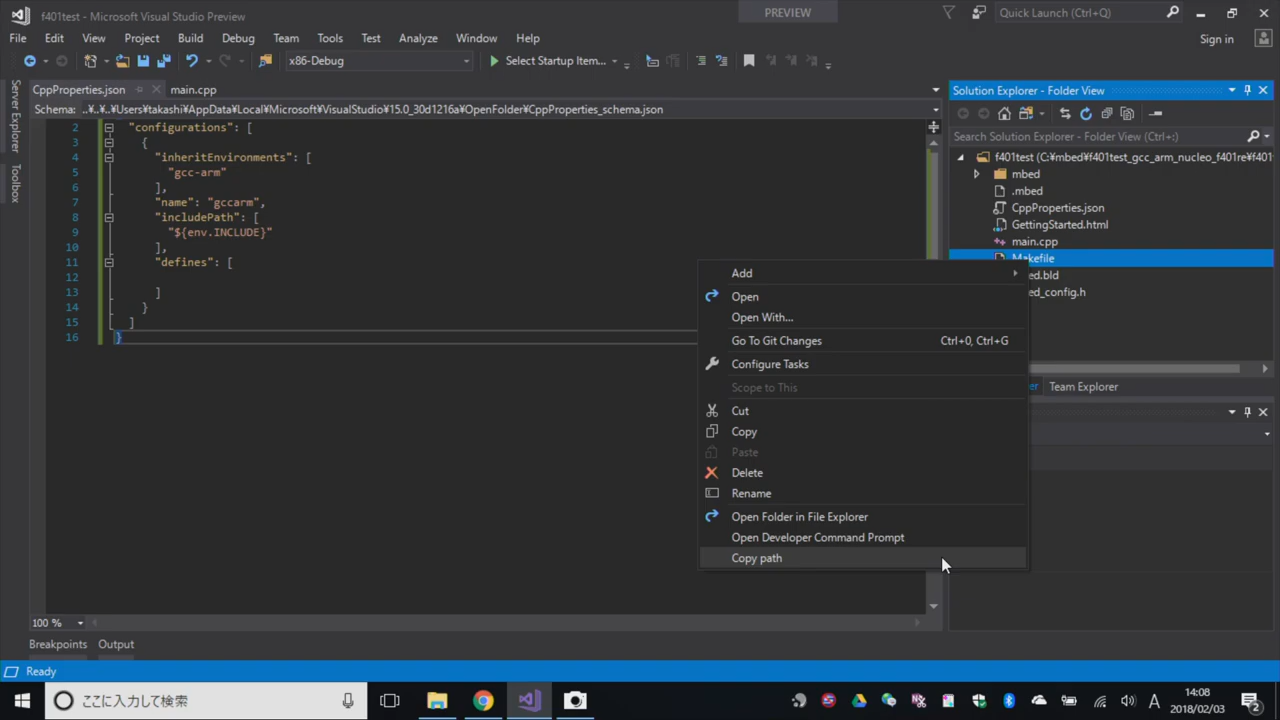 f401test - Microsoft Visual Studio Preview
PREVIEW
Quick Launch (Ctrl+Q)
File Edit View Project Build Debug Team Tools Test Analyze Window Help
Sign in
x86-Debug
Select Startup Item...
Server Explorer
Toolbox
CppProperties.json
main.cpp
Schema: ..¥..¥..¥Users¥takashi¥AppData¥Local¥Microsoft¥VisualStudio¥15.0_30d1216a¥OpenFolder¥CppProperties_schema.json
2 "configurations": [
3 {
4 "inheritEnvironments": [
5 "gcc-arm"
6 ],
7 "name": "gccarm",
8 "includePath": [
9 "${env.INCLUDE}"
10 ],
11 "defines": [
12
13 ]
14 }
15 ]
16 }
100 %
Solution Explorer - Folder View
Search Solution Explorer - Folder View (Ctrl+:)
f401test (C:¥mbed¥f401test_gcc_arm_nucleo_f401re¥f401te
mbed
.mbed
CppProperties.json
GettingStarted.html
main.cpp
Makefile
ed.bld
ed_config.h
er
Team Explorer
Add
Open
Open With...
Go To Git Changes Ctrl+0, Ctrl+G
Configure Tasks
Scope to This
Cut
Copy
Paste
Delete
Rename
Open Folder in File Explorer
Open Developer Command Prompt
Copy path
Breakpoints Output
Ready
ここに入力して検索
A
14:08
2018/02/03
2